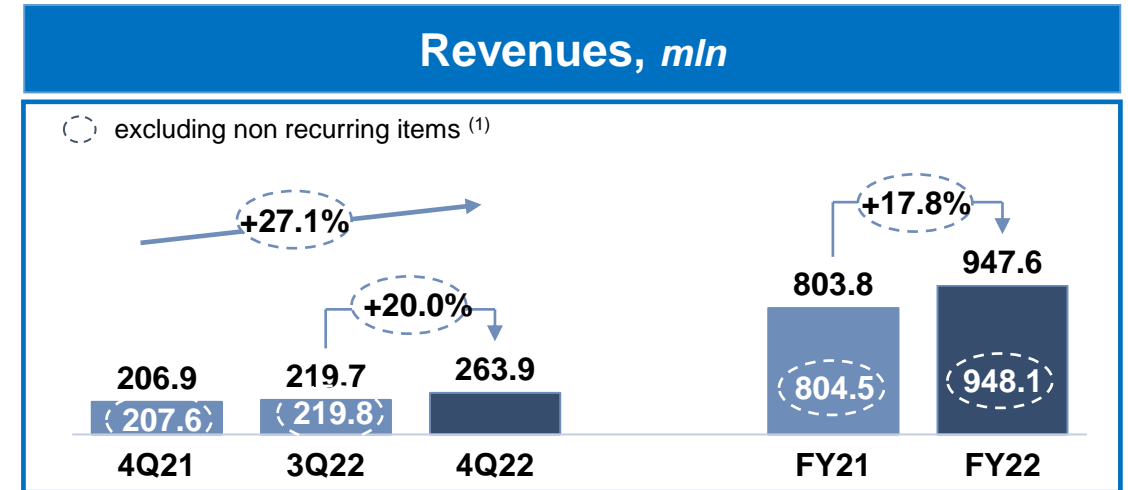 Revenues, mln
excluding non recurring items (1)
+27.1%
+17.8%
+20.0%
206.9 219.7 263.9 803.8 947.6
207.6 219.8 804.5 948.1
4Q21 3Q22 4Q22 FY21 FY22